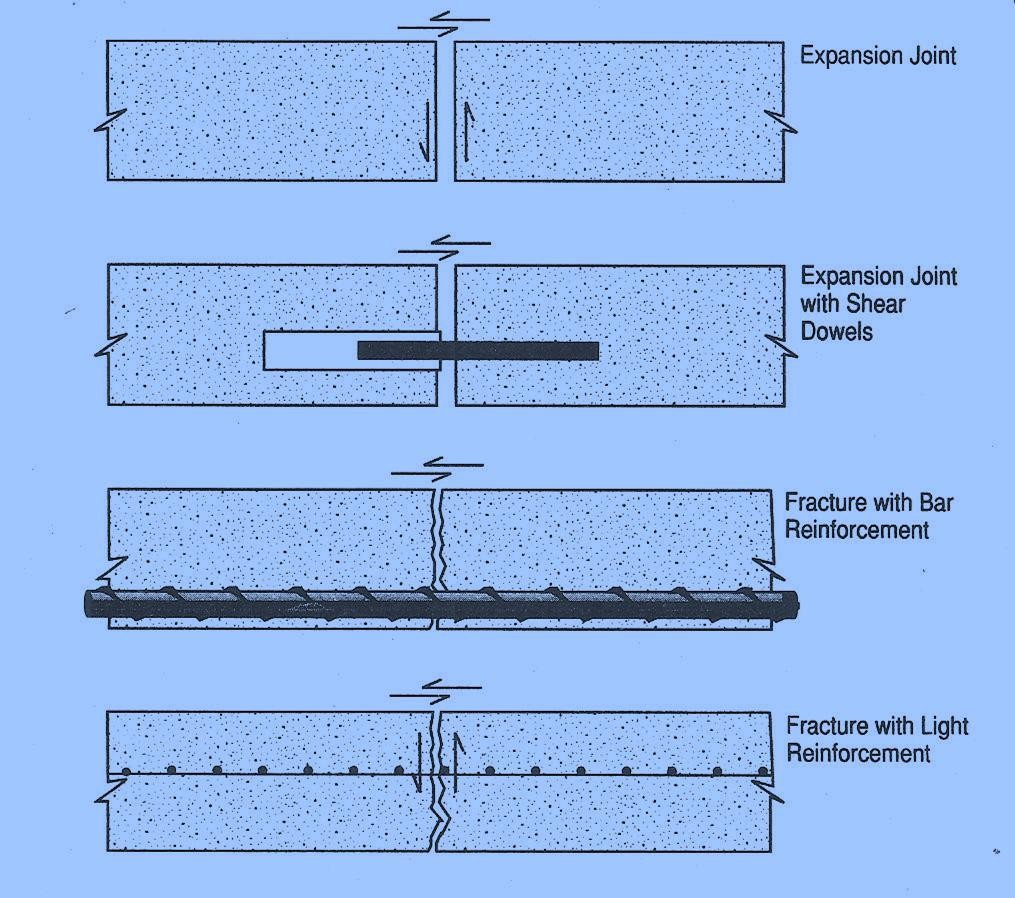 Expansion Joint
Expansion Joint
with Shear
Dowels
Fracture with Bar
Reinforcement
Fracture with Light
Reinforcement